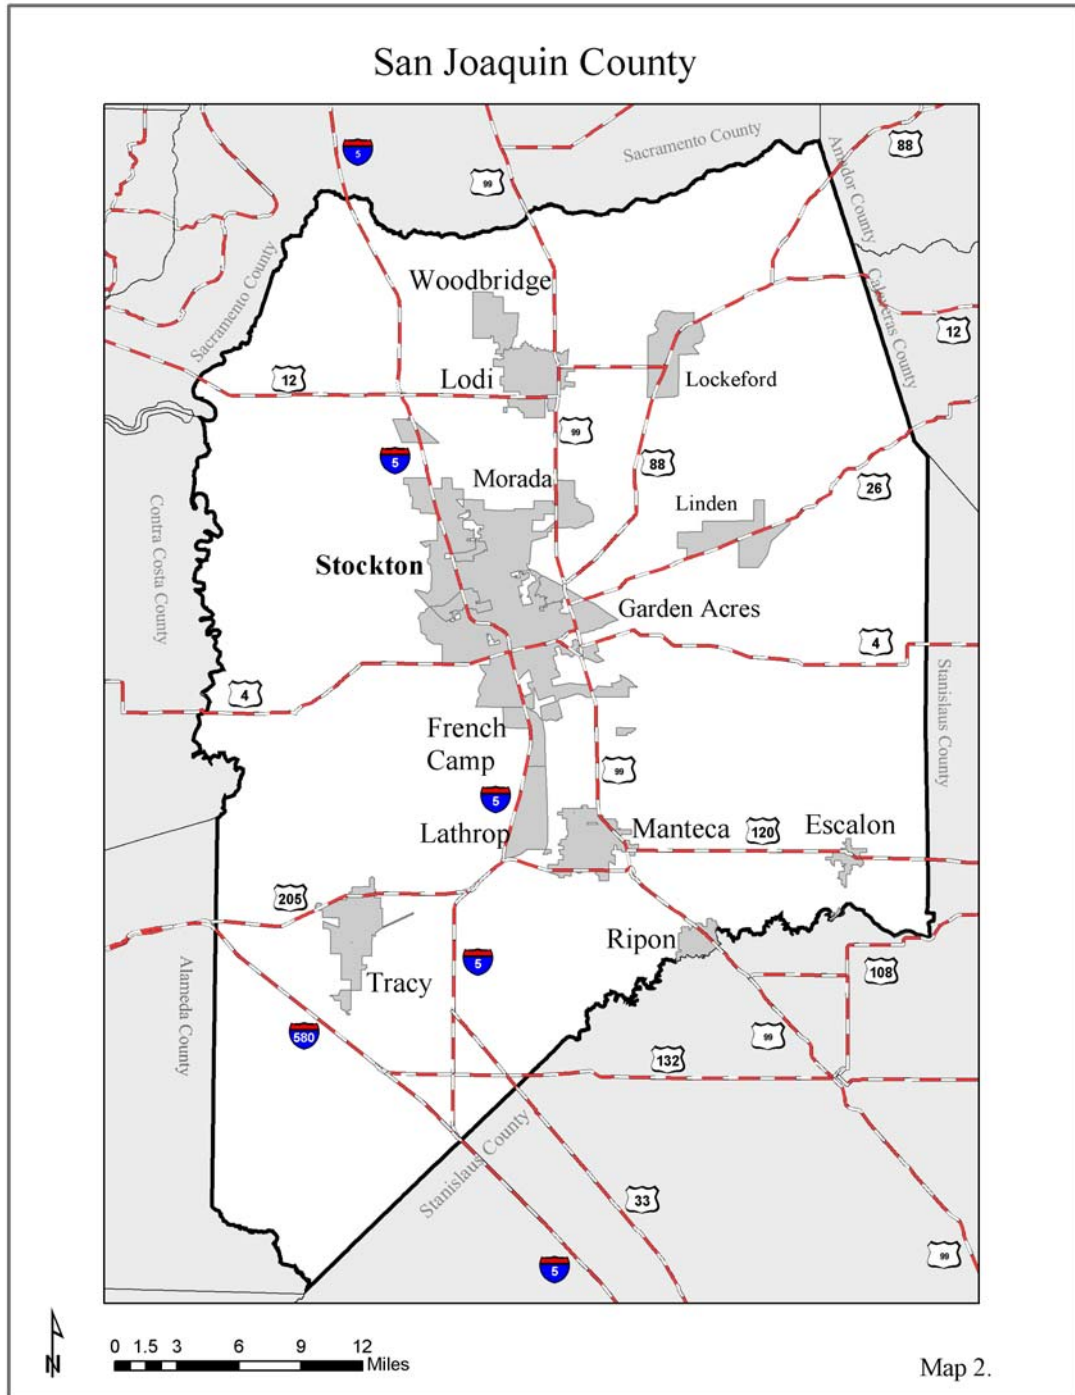 San Joaquin County
Sacramento County
88
5
99
Amador County
Sacramento County
Woodbridge
Calaveras County
12
12
Lodi
Lockeford
99
5
88
Morada
26
Linden
Contra Costa County
Stockton
Garden Acres
4
4
Stanislaus County
French
Camp
99
5
Lathrop
Manteca
120
Escalon
205
Ripon
5
108
Tracy
Alameda County
580
99
132
Stanislaus County
33
99
5
N
0 1.5 3 6 9 12
Miles
Map 2.